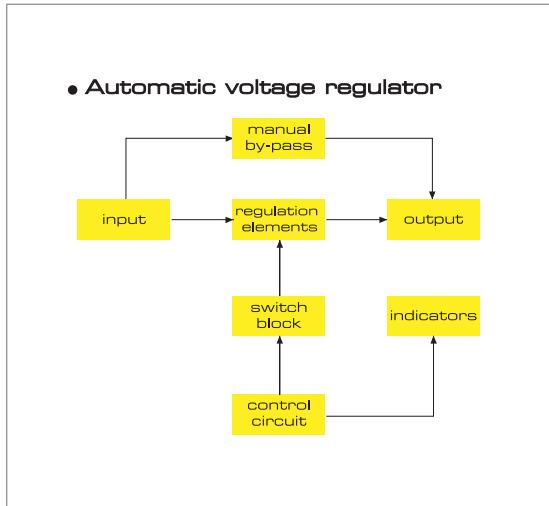 • Automatic voltage regulator
manual
by-pass
input
regulation
elements
output
switch
block
indicators
control
circuit